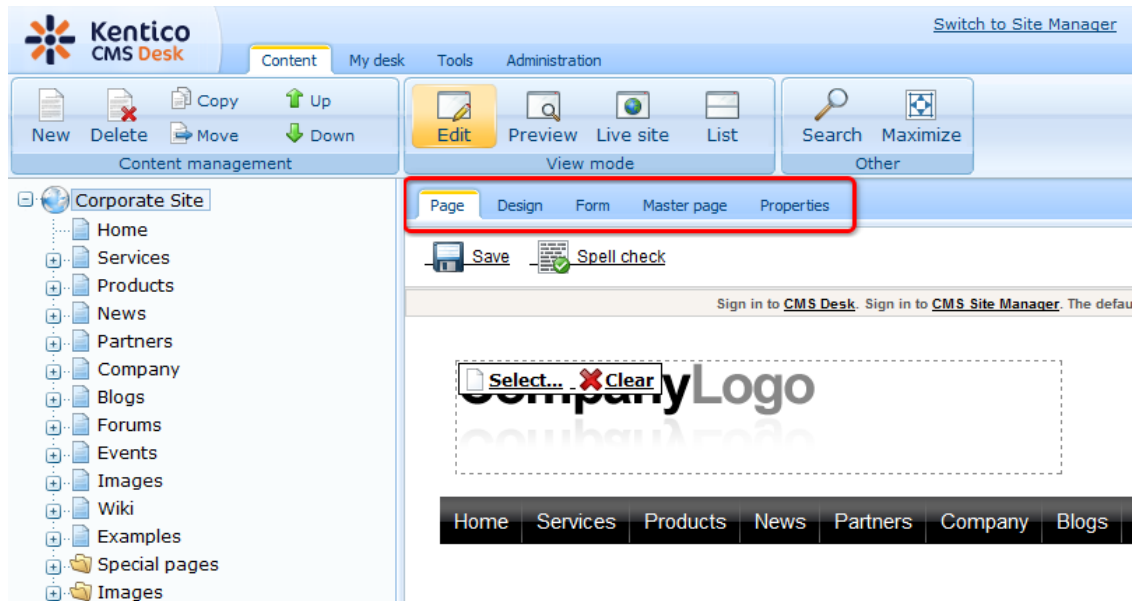 Kentico
CMS Desk
Switch to Site Manager
Content My desk Tools Administration
New Delete Copy Move Up Down
Content management
Edit Preview Live site List
View mode
Search Maximize
Other
Corporate Site
Home
Services
Products
News
Partners
Company
Blogs
Forums
Events
Images
Wiki
Examples
Special pages
Images
Page Design Form Master page Properties
Save Spell check
Sign in to CMS Desk. Sign in to CMS Site Manager. The defau
Select... Clear
CompanyLogo
Home Services Products News Partners Company Blogs